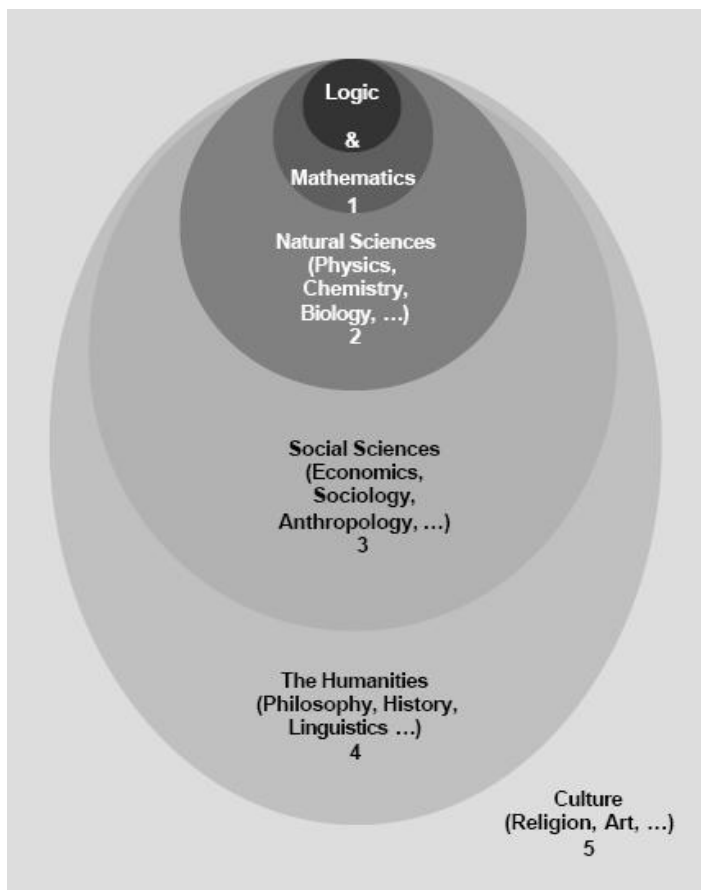 Logic
&
Mathematics
1
Natural Sciences
(Physics,
Chemistry,
Biology, ...)
2
Social Sciences
(Economics,
Sociology,
Anthropology, ...)
3
The Humanities
(Philosophy, History,
Linguistics ...)
4
Culture
(Religion, Art, ...)
5